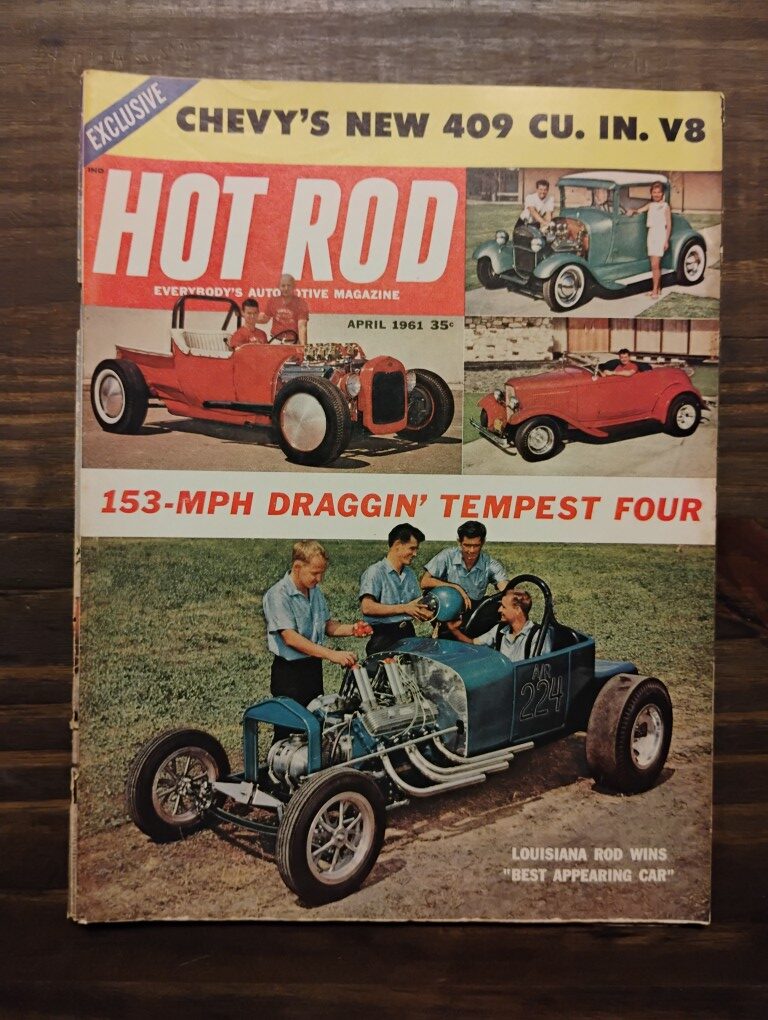 EXCLUSIVE
CHEVY'S NEW 409 CU. IN. V8
IND.
HOT ROD
EVERYBODY'S AUTOMOTIVE MAGAZINE
APRIL 1961 35¢
153-MPH DRAGGIN' TEMPEST FOUR
A/R
224
LOUISIANA ROD WINS
"BEST APPEARING CAR"